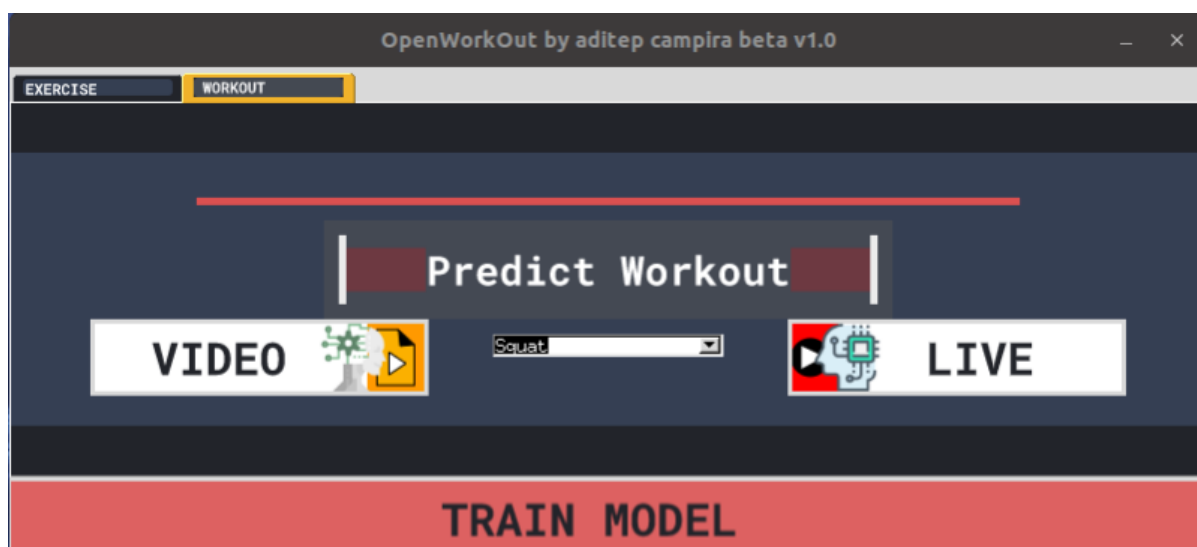 OpenWorkOut by aditep campira beta v1.0
EXERCISE
WORKOUT
Predict Workout
VIDEO
Squat
LIVE
TRAIN MODEL